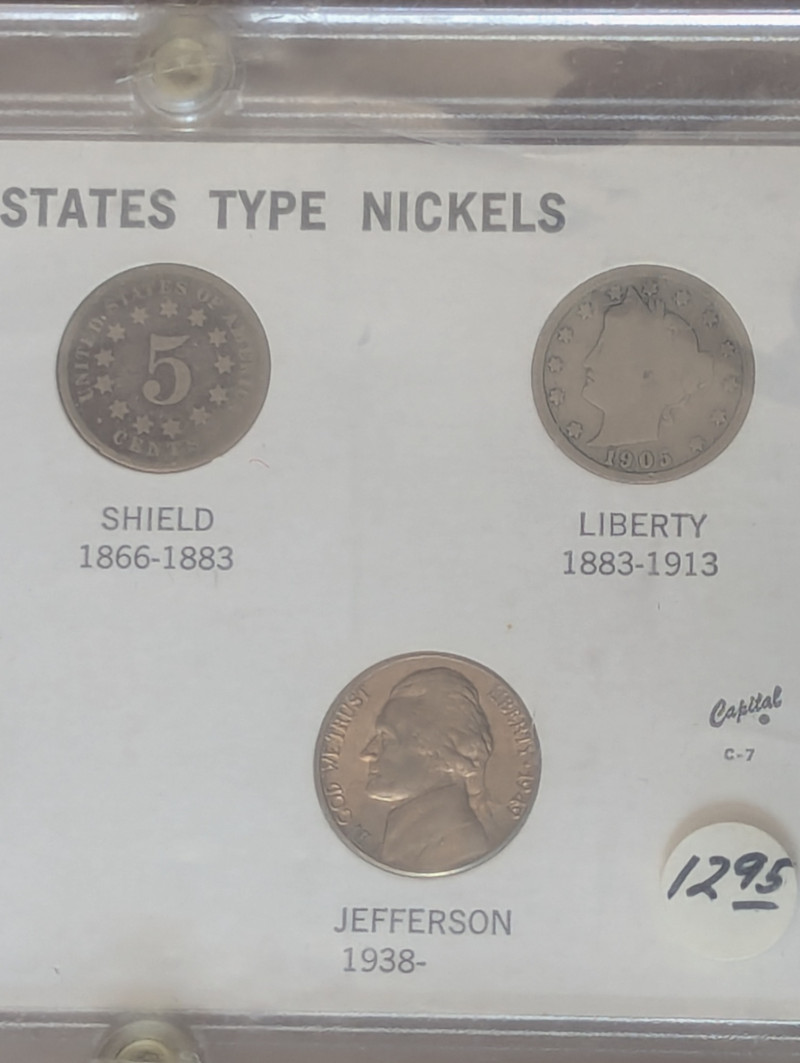 STATES TYPE NICKELS
UNITED STATES OF AMERICA
5
CENTS
1905
SHIELD
1866-1883
LIBERTY
1883-1913
IN GOD WE TRUST
LIBERTY
JEFFERSON
1938-
Capital
C-7
1295